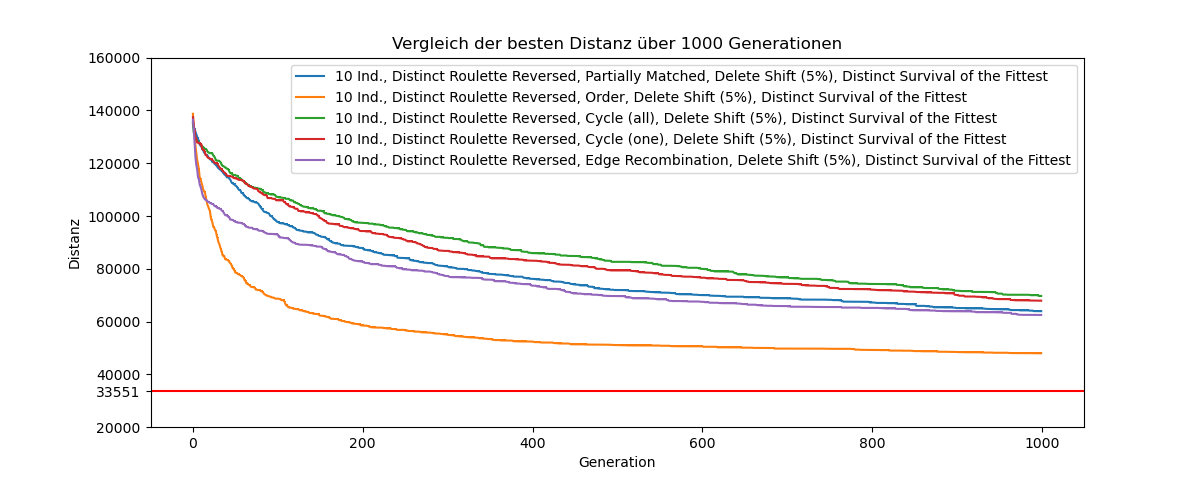 Vergleich der besten Distanz über 1000 Generationen
160000
140000
120000
100000
80000
60000
40000
33551
20000
Distanz
10 Ind., Distinct Roulette Reversed, Partially Matched, Delete Shift (5%), Distinct Survival of the Fittest
10 Ind., Distinct Roulette Reversed, Order, Delete Shift (5%), Distinct Survival of the Fittest
10 Ind., Distinct Roulette Reversed, Cycle (all), Delete Shift (5%), Distinct Survival of the Fittest
10 Ind., Distinct Roulette Reversed, Cycle (one), Delete Shift (5%), Distinct Survival of the Fittest
10 Ind., Distinct Roulette Reversed, Edge Recombination, Delete Shift (5%), Distinct Survival of the Fittest
0 200 400 600 800 1000
Generation